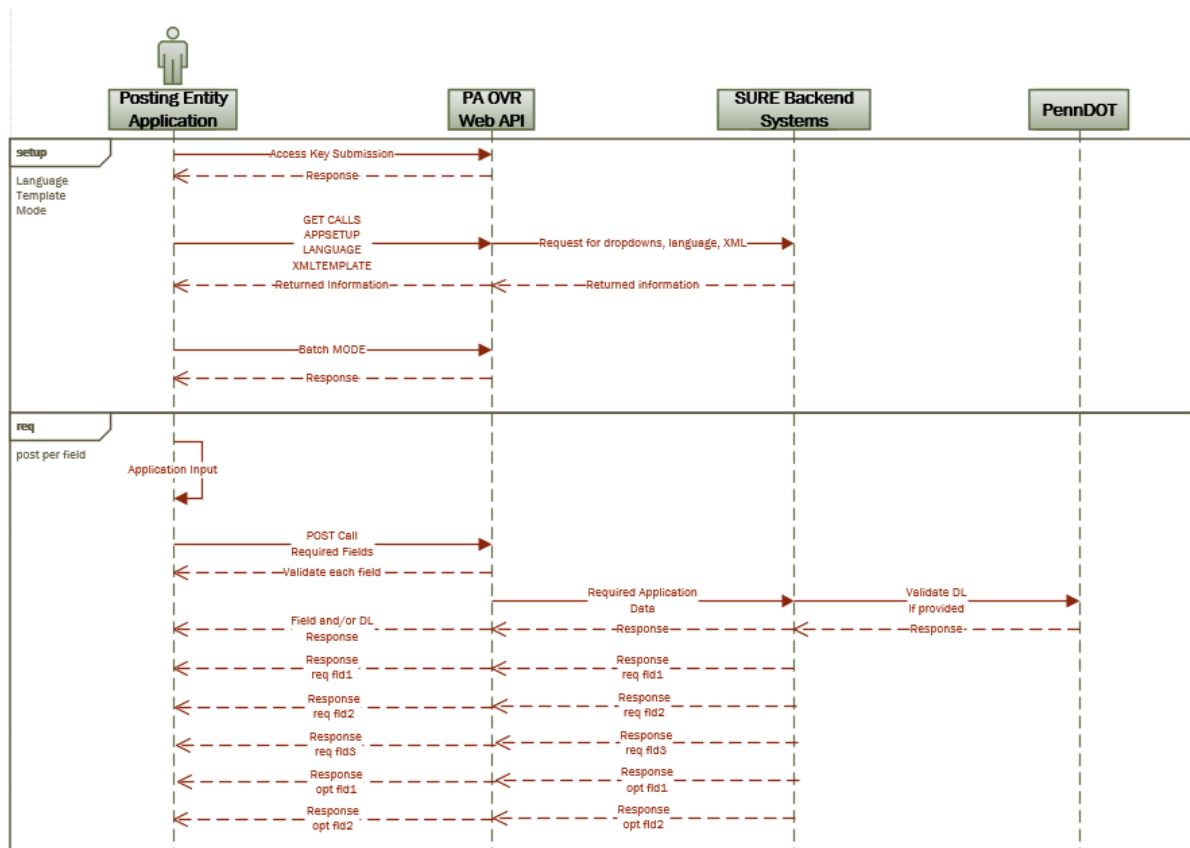 Posting Entity
Application
PA OVR
Web API
SURE Backend
Systems
PennDOT
setup
Language
Template
Mode
Access Key Submission
Response
GET CALLS
APPSETUP
LANGUAGE
XMLTEMPLATE
Request for dropdowns, language, XML
Returned Information
Returned information
Batch MODE
Response
req
post per field
Application Input
POST Call
Required Fields
Validate each field
Required Application
Data
Validate DL
If provided
Field and/or DL
Response
Response
Response
Response
req fld1
Response
req fld1
Response
req fld2
Response
req fld2
Response
req fld3
Response
req fld3
Response
opt fld1
Response
opt fld1
Response
opt fld2
Response
opt fld2